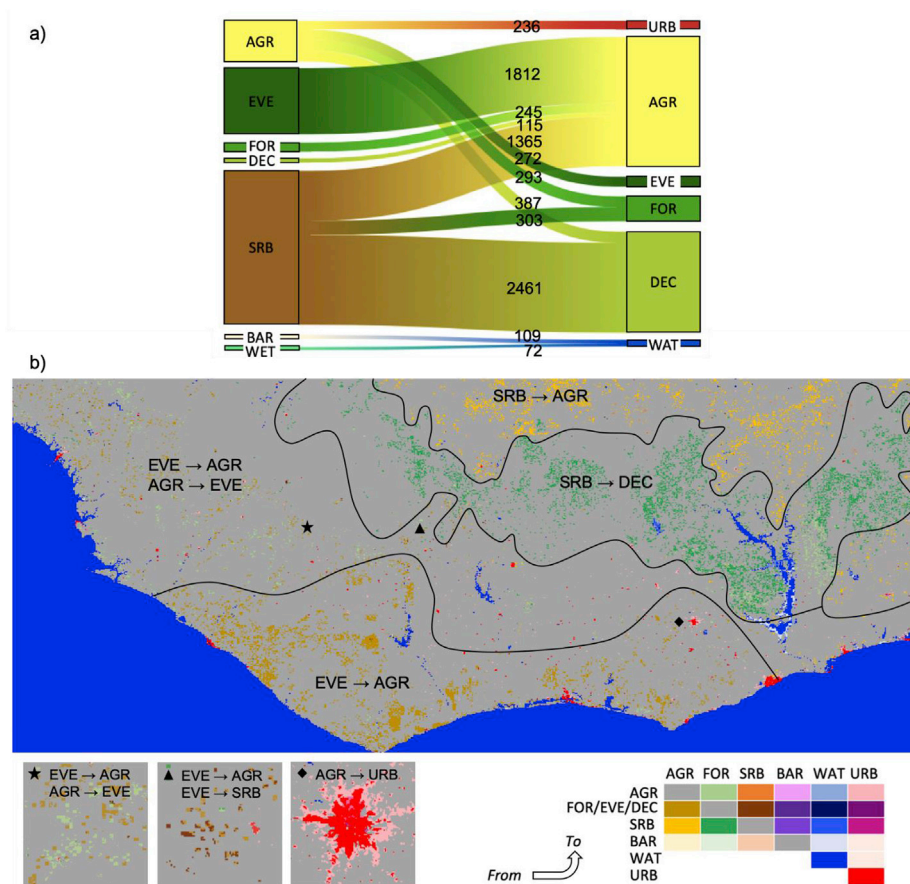 a)
AGR
EVE
FOR
DEC
SRB
BAR
WET
236
1812
245
115
1365
272
293
387
303
2461
109
72
URB
AGR
EVE
FOR
DEC
WAT
b)
SRB → AGR
EVE → AGR
AGR → EVE
SRB → DEC
EVE → AGR
★ EVE → AGR
AGR → EVE
▲ EVE → AGR
EVE → SRB
◆ AGR → URB
AGR FOR SRB BAR WAT URB
AGR
FOR/EVE/DEC
SRB
BAR
WAT
URB
To
From